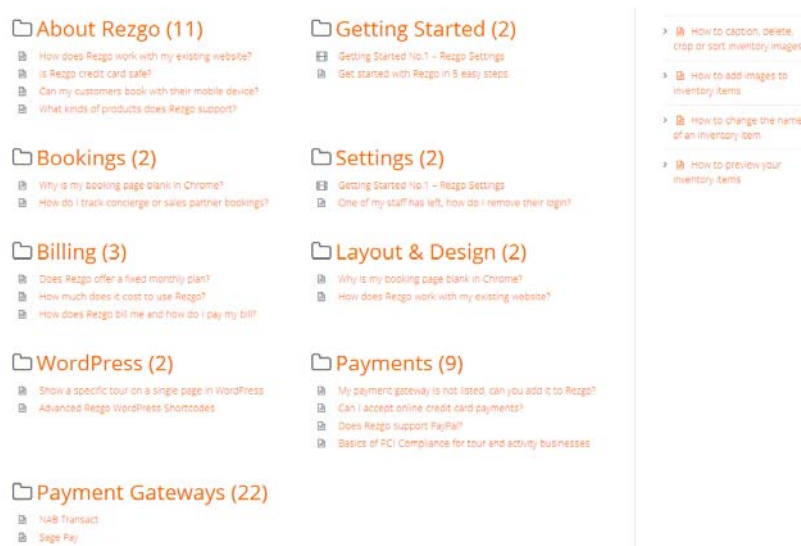 About Rezgo (11)
How does Rezgo work with my existing website?
Is Rezgo credit card safe?
Can my customers book with their mobile device?
What kinds of products does Rezgo support?
Getting Started (2)
Getting Started No.1 – Rezgo Settings
Get started with Rezgo in 5 easy steps
Bookings (2)
Why is my booking page blank in Chrome?
How do I track concierge or sales partner bookings?
Settings (2)
Getting Started No.1 – Rezgo Settings
One of my staff has left, how do I remove their login?
Billing (3)
Does Rezgo offer a fixed monthly plan?
How much does it cost to use Rezgo?
How does Rezgo bill me and how do I pay my bill?
Layout & Design (2)
Why is my booking page blank in Chrome?
How does Rezgo work with my existing website?
WordPress (2)
Show a specific tour on a single page in WordPress
Advanced Rezgo WordPress Shortcodes
Payments (9)
My payment gateway is not listed, can you add it to Rezgo?
Can I accept online credit card payments?
Does Rezgo support PayPal?
Basics of PCI Compliance for tour and activity businesses
Payment Gateways (22)
NAB Transact
Sage Pay
How to caption, delete,
crop or sort inventory images
How to add images to
inventory items
How to change the name
of an inventory item
How to preview your
inventory items